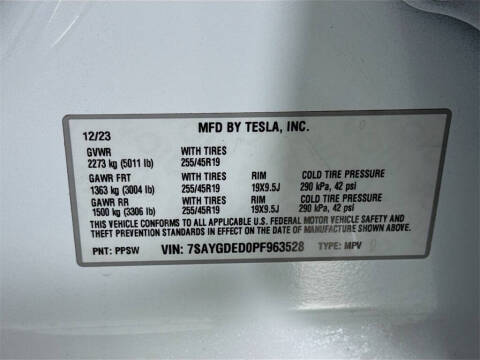 12/23 MFD BY TESLA, INC.
GVWR WITH TIRES
2273 kg (5011 lb) 255/45R19
GAWR FRT WITH TIRES RIM COLD TIRE PRESSURE
1363 kg (3004 lb) 255/45R19 19X9.5J 290 kPa, 42 psi
GAWR RR WITH TIRES RIM COLD TIRE PRESSURE
1500 kg (3306 lb) 255/45R19 19X9.5J 290 kPa, 42 psi
THIS VEHICLE CONFORMS TO ALL APPLICABLE U.S. FEDERAL MOTOR VEHICLE SAFETY AND
THEFT PREVENTION STANDARDS IN EFFECT ON THE DATE OF MANUFACTURE SHOWN ABOVE.
PNT: PPSW VIN: 7SAYGDED0PF963528 TYPE: MPV